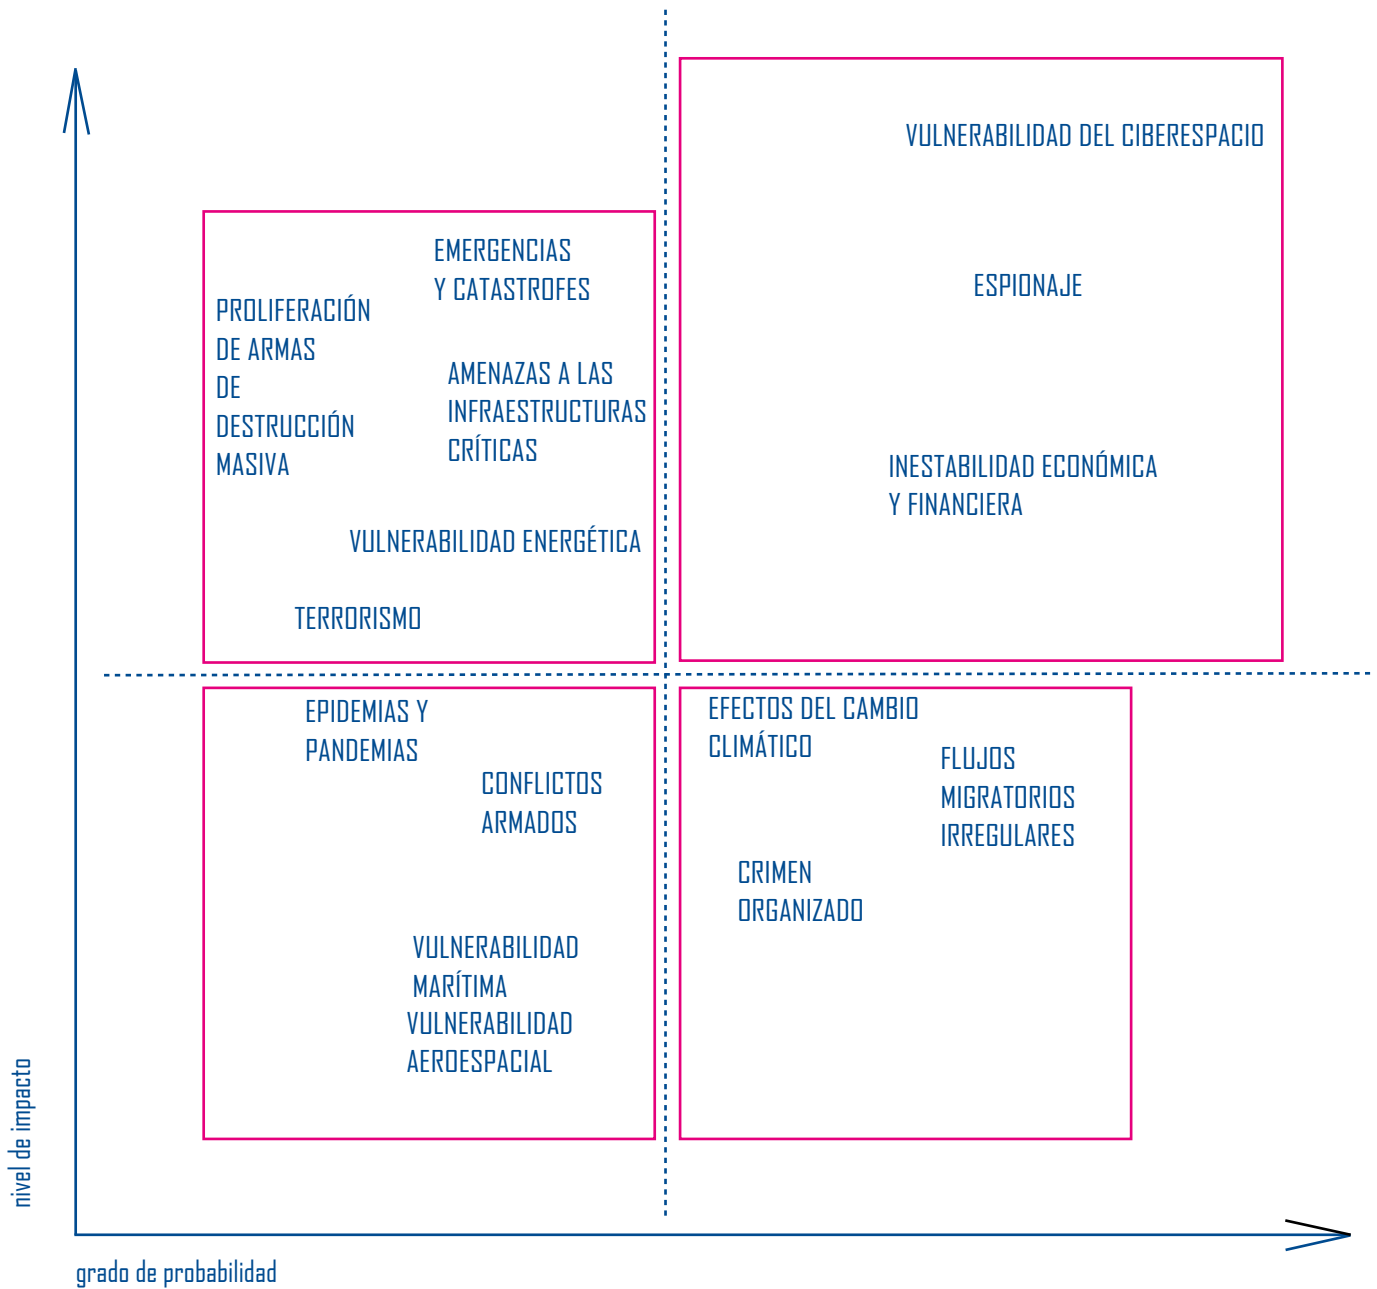 VULNERABILIDAD DEL CIBERESPACIO
ESPIONAJE
INESTABILIDAD ECONÓMICA
Y FINANCIERA
EMERGENCIAS
Y CATASTROFES
PROLIFERACIÓN
DE ARMAS
DE
DESTRUCCIÓN
MASIVA
AMENAZAS A LAS
INFRAESTRUCTURAS
CRÍTICAS
VULNERABILIDAD ENERGÉTICA
TERRORISMO
EPIDEMIAS Y
PANDEMIAS
CONFLICTOS
ARMADOS
VULNERABILIDAD
MARÍTIMA
VULNERABILIDAD
AEROESPACIAL
EFECTOS DEL CAMBIO
CLIMÁTICO
FLUJOS
MIGRATORIOS
IRREGULARES
CRIMEN
ORGANIZADO
nivel de impacto
grado de probabilidad